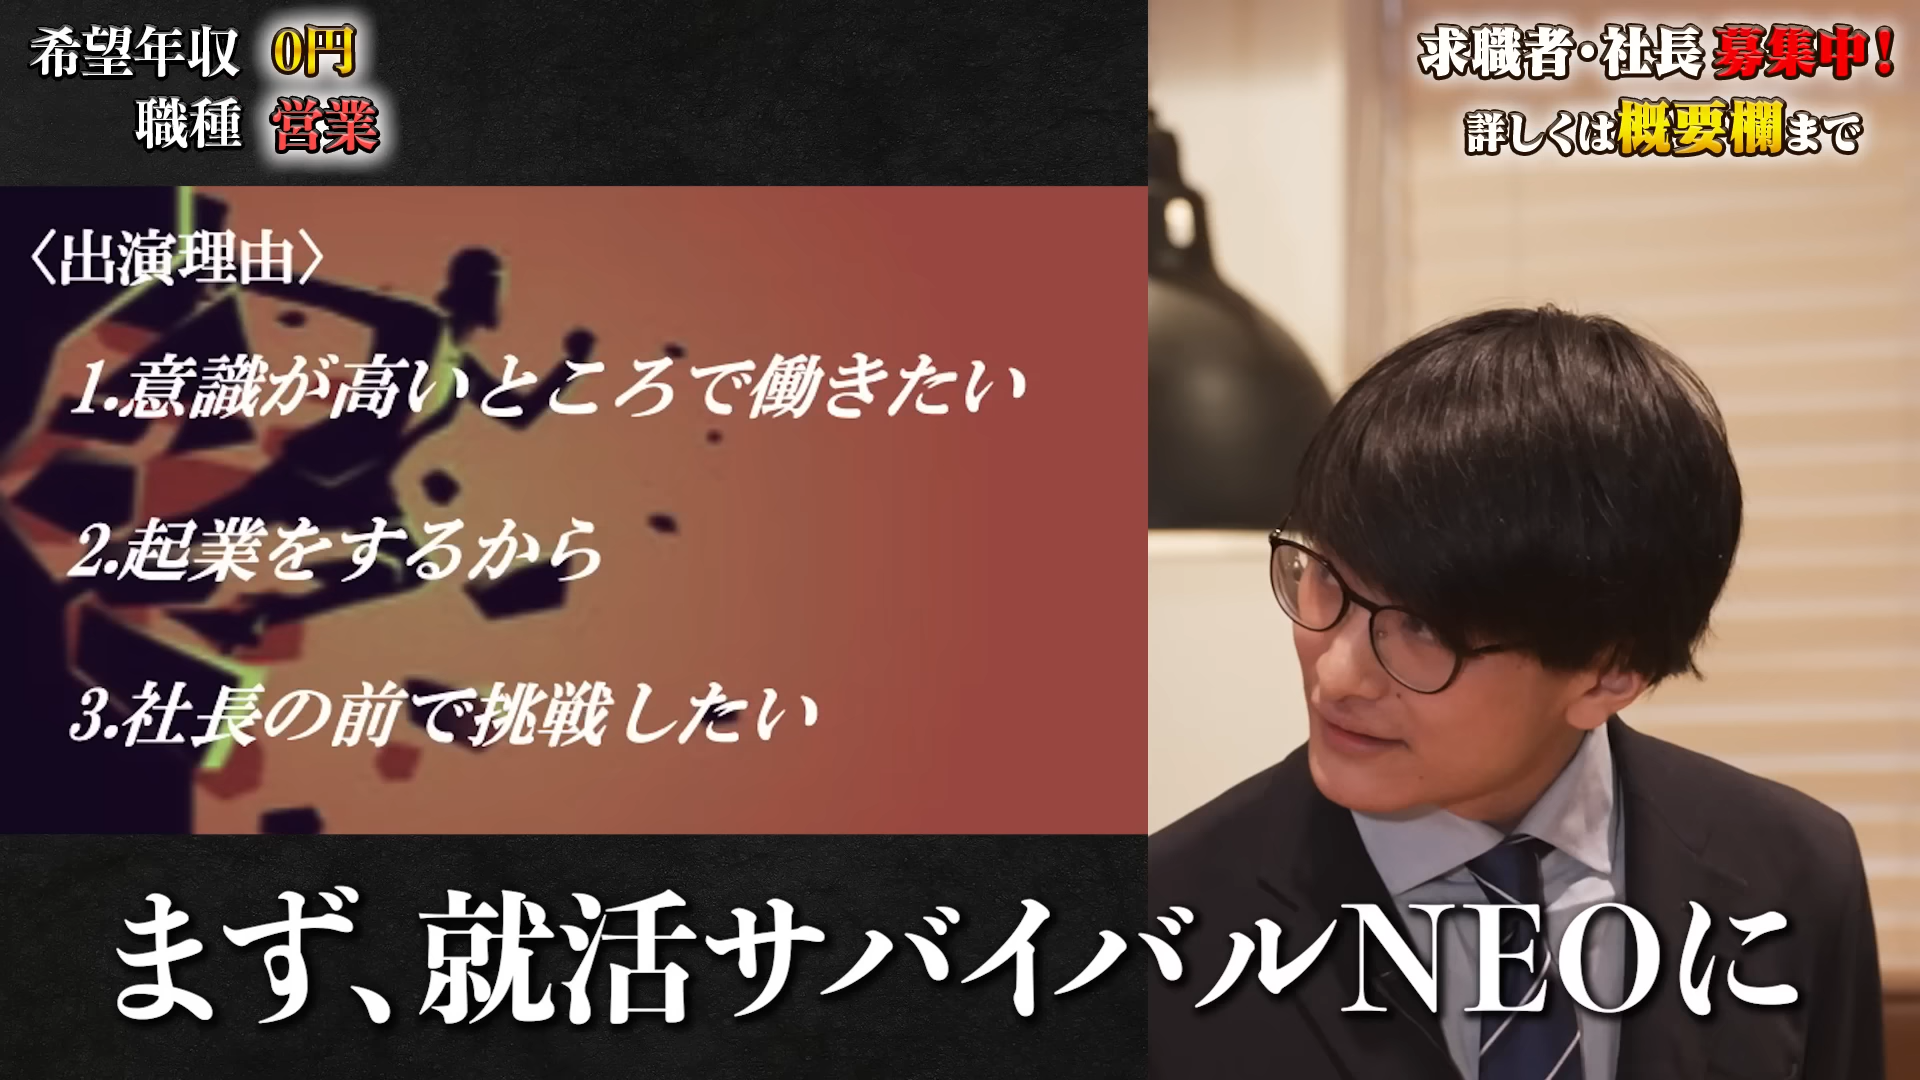 希望年収 0円
職種 営業
求職者・社長 募集中!
詳しくは概要欄まで
〈出演理由〉
1.意識が高いところで働きたい
2.起業をするから
3.社長の前で挑戦したい
まず、就活サバイバルNEOに